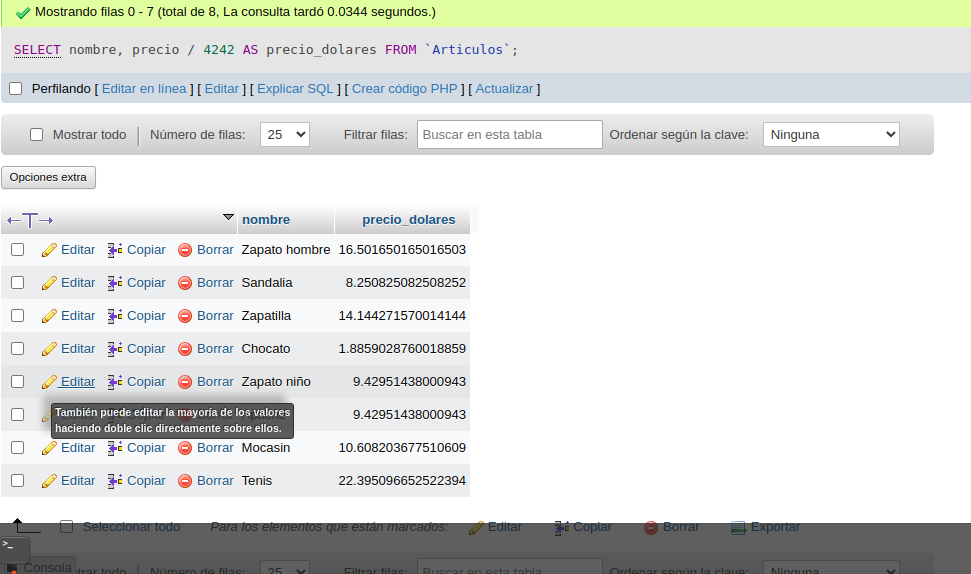 Mostrando filas 0 - 7 (total de 8, La consulta tardó 0.0344 segundos.)
SELECT nombre, precio / 4242 AS precio_dolares FROM `Articulos`;
Perfilando [ Editar en línea ] [ Editar ] [ Explicar SQL ] [ Crear código PHP ] [ Actualizar ]
Mostrar todo | Número de filas: 25 Filtrar filas: Buscar en esta tabla Ordenar según la clave: Ninguna
Opciones extra
←T→ nombre precio_dolares
Editar Copiar Borrar Zapato hombre 16.501650165016503
Editar Copiar Borrar Sandalia 8.250825082508252
Editar Copiar Borrar Zapatilla 14.144271570014144
Editar Copiar Borrar Chocato 1.8859028760018859
Editar Copiar Borrar Zapato niño 9.42951438000943
También puede editar la mayoría de los valores
haciendo doble clic directamente sobre ellos.
9.42951438000943
Editar Copiar Borrar Mocasin 10.608203677510609
Editar Copiar Borrar Tenis 22.395096652522394
Seleccionar todo Para los elementos que están marcados: Editar Copiar Borrar Exportar
>_
Consola
trar todo | Número de filas: 25 Filtrar filas: Buscar en esta tabla Ordenar según la clave: Ninguna